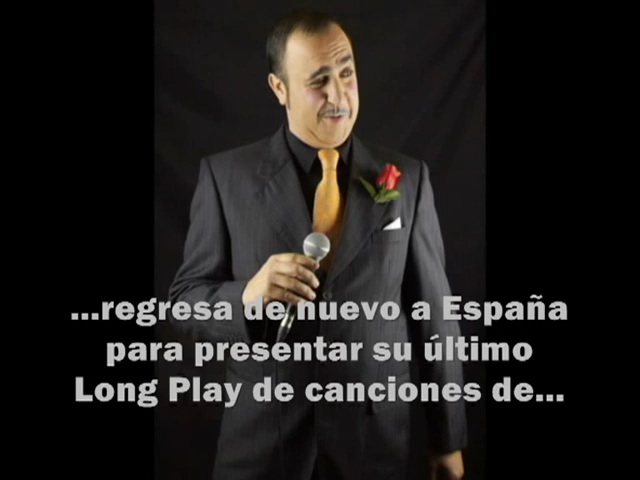 ...regresa de nuevo a España
para presentar su último
Long Play de canciones de...